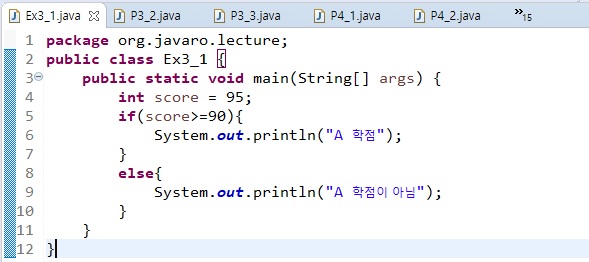 Ex3_1.java P3_2.java P3_3.java P4_1.java P4_2.java »15
1 package org.javaro.lecture;
2 public class Ex3_1 {
3 public static void main(String[] args) {
4 int score = 95;
5 if(score>=90){
6 System.out.println("A 학점");
7 }
8 else{
9 System.out.println("A 학점이 아님");
10 }
11 }
12 }